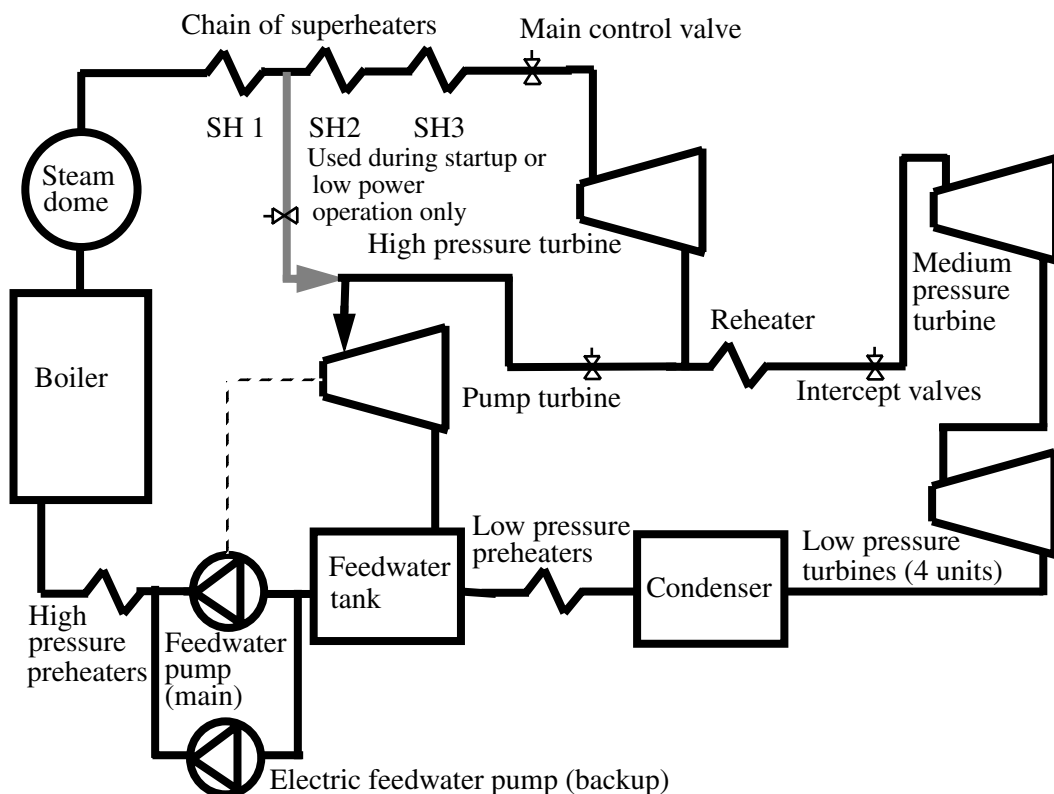 Chain of superheaters
Main control valve
SH 1
SH2
SH3
Used during startup or
low power
operation only
Steam
dome
High pressure turbine
Medium
pressure
turbine
Reheater
Boiler
Pump turbine
Intercept valves
Low pressure
preheaters
Feedwater
tank
Condenser
Low pressure
turbines (4 units)
High
pressure
preheaters
Feedwater
pump
(main)
Electric feedwater pump (backup)